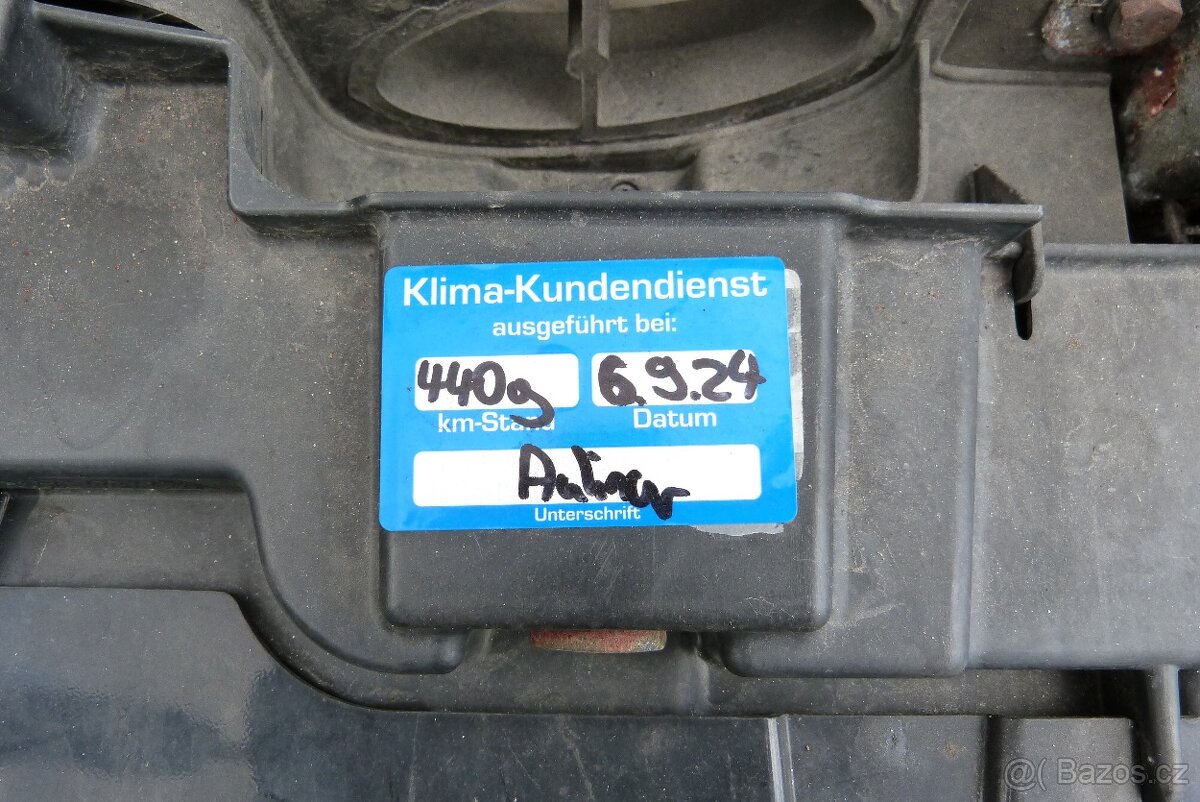 Klima-Kundendienst
ausgeführt bei:
440g 6.9.24
km-Stand Datum
Unterschrift
@( Bazos.cz